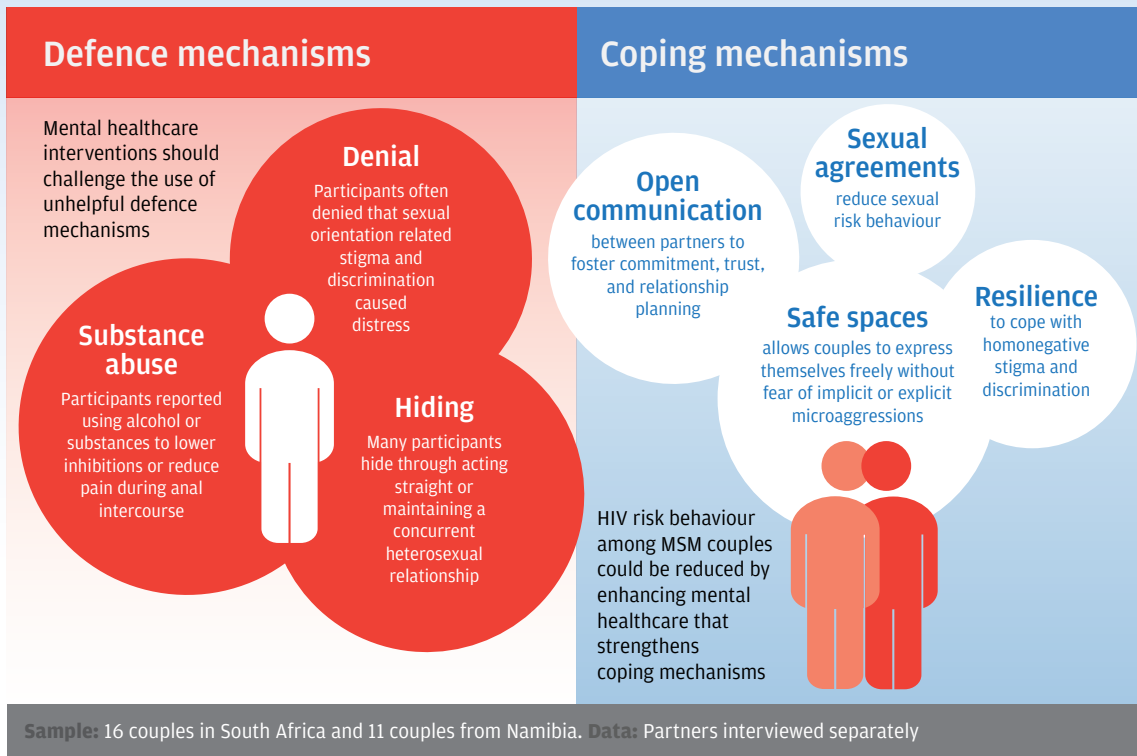 Defence mechanisms
Mental healthcare
interventions should
challenge the use of
unhelpful defence
mechanisms
Denial
Participants often
denied that sexual
orientation related
stigma and
discrimination
caused
distress
Substance
abuse
Participants reported
using alcohol or
substances to lower
inhibitions or reduce
pain during anal
intercourse
Hiding
Many participants
hide through acting
straight or
maintaining a
concurrent
heterosexual
relationship
Coping mechanisms
Open
communication
between partners to
foster commitment, trust,
and relationship
planning
Sexual
agreements
reduce sexual
risk behaviour
Safe spaces
allows couples to express
themselves freely without
fear of implicit or explicit
microaggressions
Resilience
to cope with
homonegative
stigma and
discrimination
HIV risk behaviour
among MSM couples
could be reduced by
enhancing mental
healthcare that
strengthens
coping mechanisms
Sample: 16 couples in South Africa and 11 couples from Namibia. Data: Partners interviewed separately